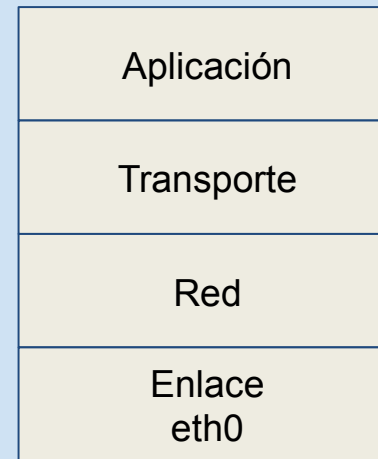 Aplicación
Transporte
Red
Enlace
eth0